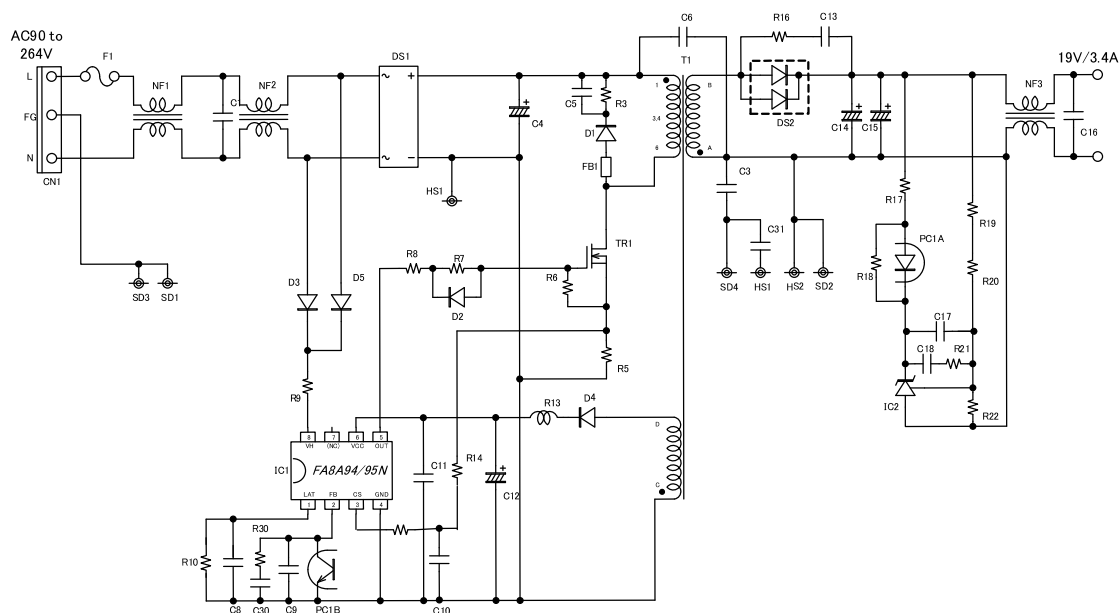 AC90 to
264V
F1
L
FG
N
CN1
NF1
C1
NF2
DS1
~
~
+
−
HS1
C4
C5
R3
D1
FB1
C6
T1
1
3.4
6
B
A
R16
C13
DS2
C14
C15
NF3
C16
19V/3.4A
SD3
SD1
D3
D5
R8
R7
D2
R6
TR1
R5
C3
C31
SD4
HS1
HS2
SD2
R17
R18
PC1A
R19
R20
C17
C18
R21
IC2
R22
R9
R13
D4
D
C
IC1
8
7
6
5
VH
(NC)
VCC
OUT
FA8A94/95N
LAT
FB
CS
GND
1
2
3
4
C11
R14
C12
R10
C8
R30
C30
C9
PC1B
C10